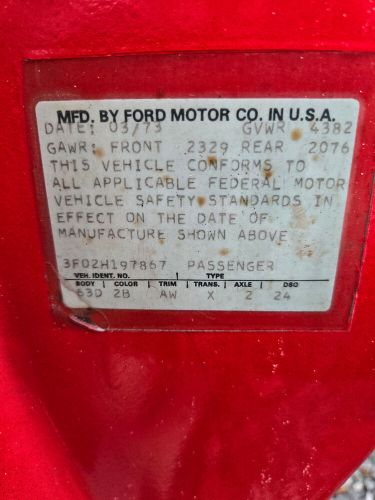 MFD. BY FORD MOTOR CO. IN U.S.A.
DATE: 03/73 GVWR 4382
GAWR: FRONT 2329 REAR 2076
THIS VEHICLE CONFORMS TO
ALL APPLICABLE FEDERAL MOTOR
VEHICLE SAFETY STANDARDS IN
EFFECT ON THE DATE OF
MANUFACTURE SHOWN ABOVE
3F02H197867 PASSENGER
VEH. IDENT. NO. TYPE
BODY COLOR TRIM TRANS. AXLE DSO
63D 2B AW X 2 24